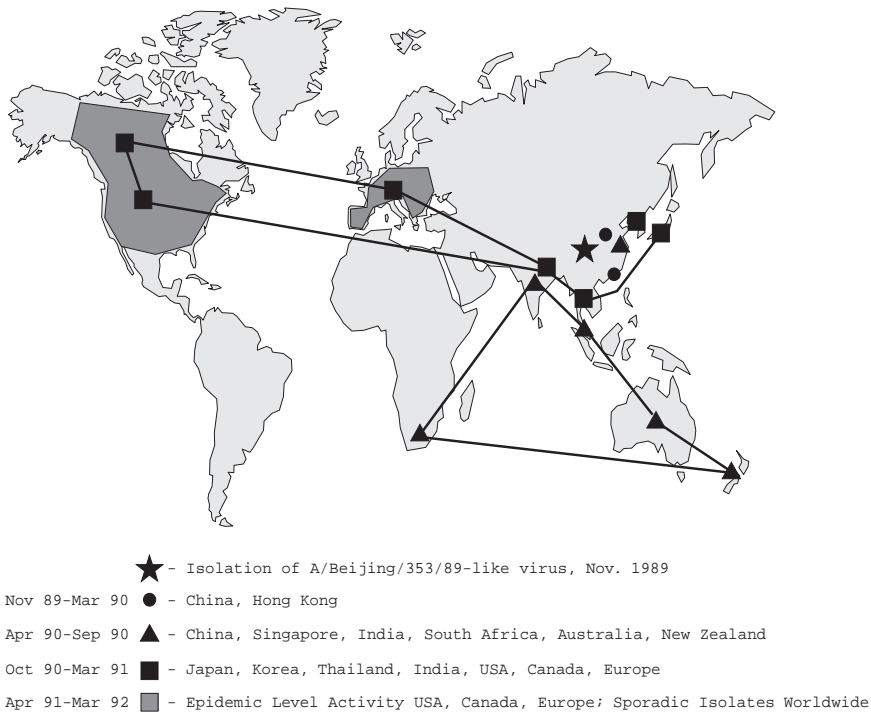 ★ - Isolation of A/Beijing/353/89-like virus, Nov. 1989
Nov 89-Mar 90 ● - China, Hong Kong
Apr 90-Sep 90 ▲ - China, Singapore, India, South Africa, Australia, New Zealand
Oct 90-Mar 91 ■ - Japan, Korea, Thailand, India, USA, Canada, Europe
Apr 91-Mar 92 ■ - Epidemic Level Activity USA, Canada, Europe; Sporadic Isolates Worldwide